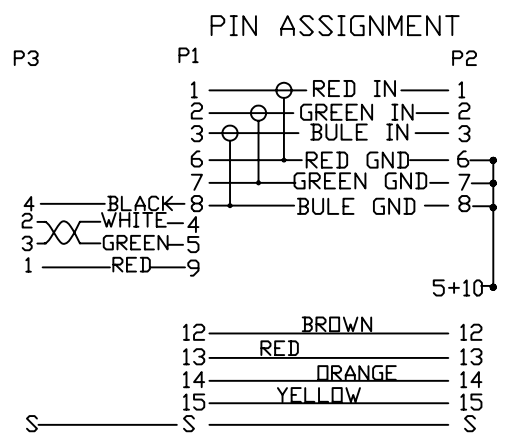 PIN ASSIGNMENT
P3 P1 P2
1 RED IN 1
2 GREEN IN 2
3 BULE IN 3
6 RED GND 6
7 GREEN GND 7
4 BLACK 8 BULE GND 8
2 WHITE 4
3 GREEN 5
1 RED 9
5+10
12 BROWN 12
13 RED 13
14 ORANGE 14
15 YELLOW 15
S S S